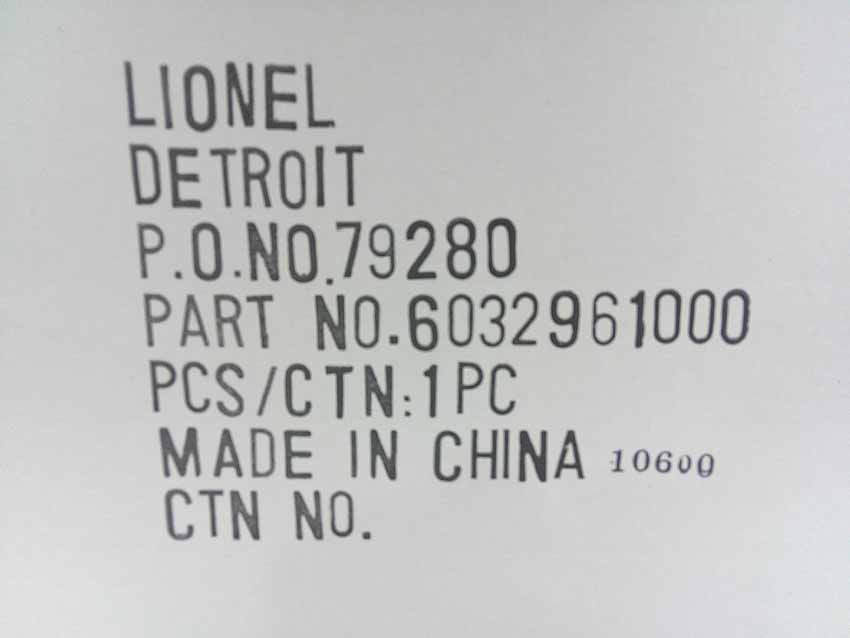 LIONEL
DETROIT
P.O.NO.79280
PART NO.6032961000
PCS/CTN:1PC
MADE IN CHINA 10600
CTN NO.